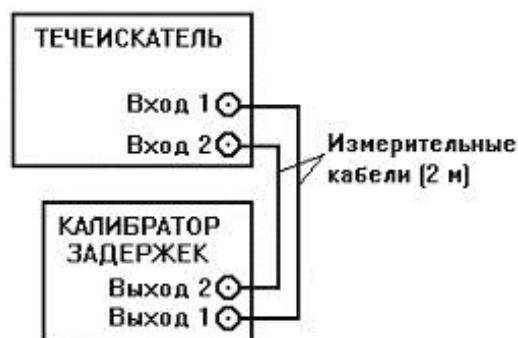 ТЕЧЕИСКАТЕЛЬ
Вход 1
Вход 2
Измерительные
кабели (2 м)
КАЛИБРАТОР
ЗАДЕРЖЕК
Выход 2
Выход 1